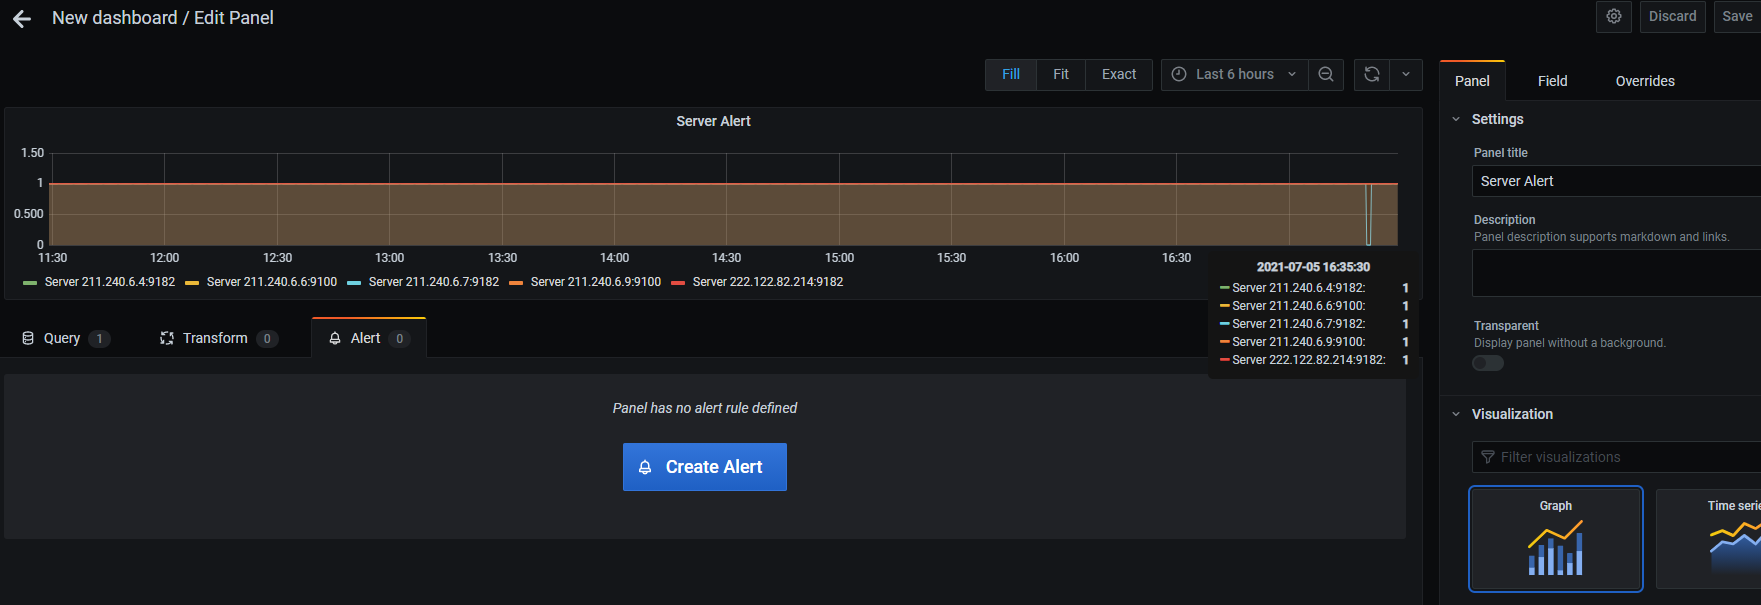 New dashboard / Edit Panel
Discard
Save
Fill
Fit
Exact
Last 6 hours
Panel
Field
Overrides
Server Alert
1.50
1
0.500
0
11:30 12:00 12:30 13:00 13:30 14:00 14:30 15:00 15:30 16:00 16:30
Server 211.240.6.4:9182 Server 211.240.6.6:9100 Server 211.240.6.7:9182 Server 211.240.6.9:9100 Server 222.122.82.214:9182
2021-07-05 16:35:30
Server 211.240.6.4:9182: 1
Server 211.240.6.6:9100: 1
Server 211.240.6.7:9182: 1
Server 211.240.6.9:9100: 1
Server 222.122.82.214:9182: 1
Query 1
Transform 0
Alert 0
Panel has no alert rule defined
Create Alert
Settings
Panel title
Server Alert
Description
Panel description supports markdown and links.
Transparent
Display panel without a background.
Visualization
Filter visualizations
Graph
Time serie